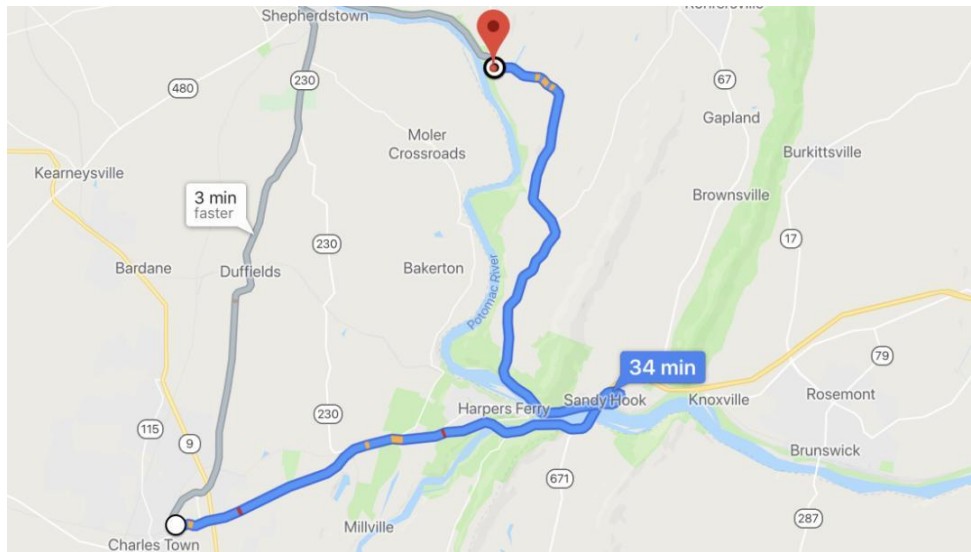 Shepherdstown
230
67
480
Gapland
Moler
Crossroads
Burkittsville
Kearneysville
3 min
faster
Brownsville
17
230
Bardane
Duffields
Bakerton
Potomac River
34 min
79
Harpers Ferry
Sandy Hook
Knoxville
Rosemont
230
115
9
Brunswick
671
287
Millville
Charles Town